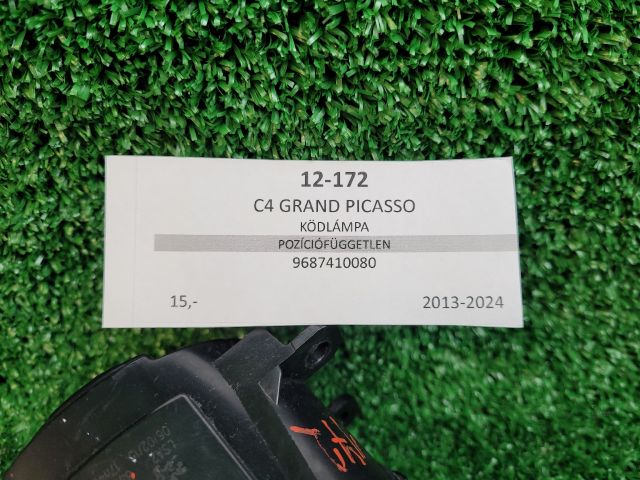 12-172
C4 GRAND PICASSO
KÖDLÁMPA
POZÍCIÓFÜGGETLEN
9687410080
15,- 2013-2024